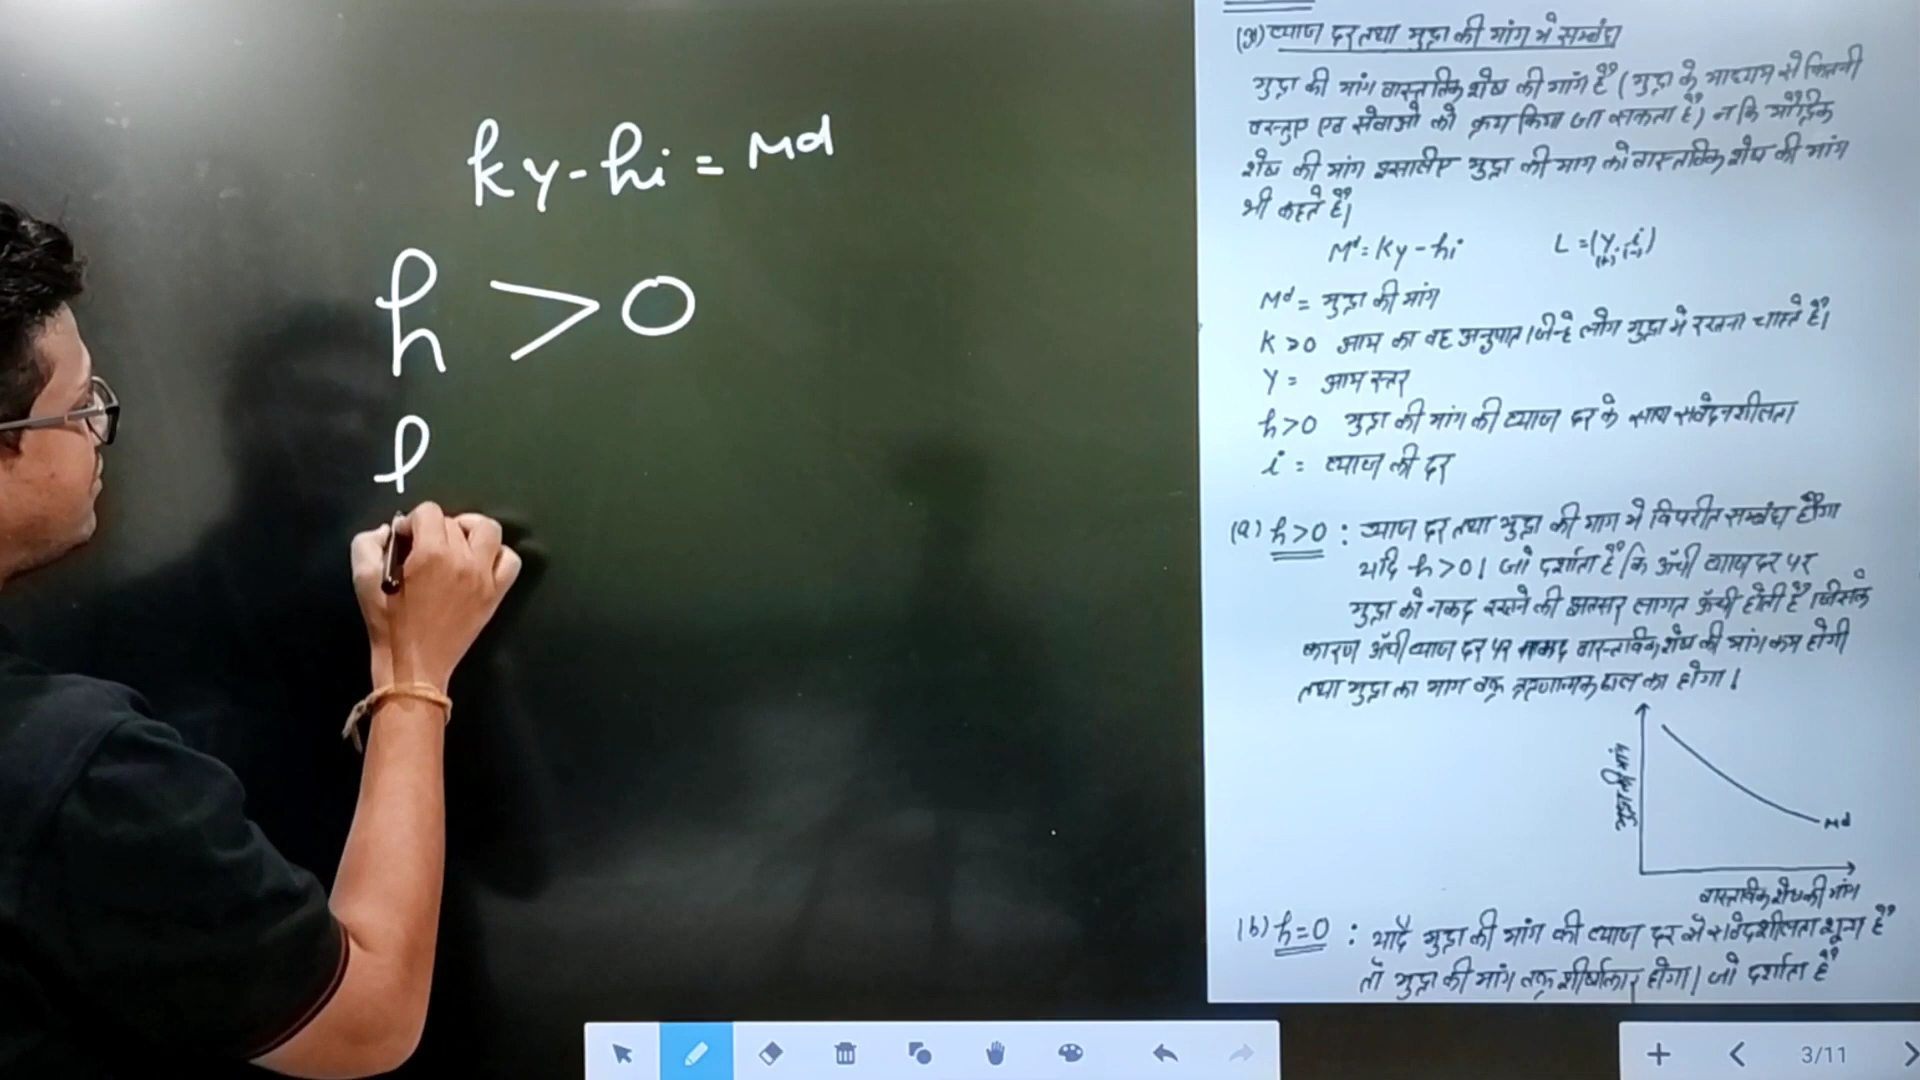 ky - hi = Md
h > 0
(अ) ब्याज दर तथा मुद्रा की मांग मे सम्बंध
मुद्रा की मांग वास्तविक शेष की मांग है (मुद्रा के माध्यम से कितनी
वस्तुए एवं सेवाओ को क्रय किया जा सकता है) न कि मौद्रिक
शेष की मांग इसलिए मुद्रा की मांग को वास्तविक शेष की मांग
भी कहते है।
Md = Ky - hi L = (Y, i)
(+) (-)
Md = मुद्रा की मांग
K > 0 आय का वह अनुपात जिन्हे लोग मुद्रा मे रखना चाहते है।
Y = आय स्तर
h > 0 मुद्रा की मांग की ब्याज दर के साथ संवेदनशीलता
i = ब्याज की दर
(a) h > 0 : ब्याज दर तथा मुद्रा की मांग मे विपरीत सम्बंध होगा
यदि h > 0। जो दर्शाता है कि ऊँची ब्याज दर पर
मुद्रा को नकद रखने की अवसर लागत ऊँची होती है जिसके
कारण ऊँची ब्याज दर पर नकद वास्तविक शेष की मांग कम होगी
तथा मुद्रा का मांग वक्र ऋणात्मक ढाल का होगा।
Md
वास्तविक शेष की मांग
(b) h = 0 : यदि मुद्रा की मांग की ब्याज दर से संवेदशीलता शून्य है
तो मुद्रा की मांग वक्र शीर्षाकार होगा। जो दर्शाता है
3/11